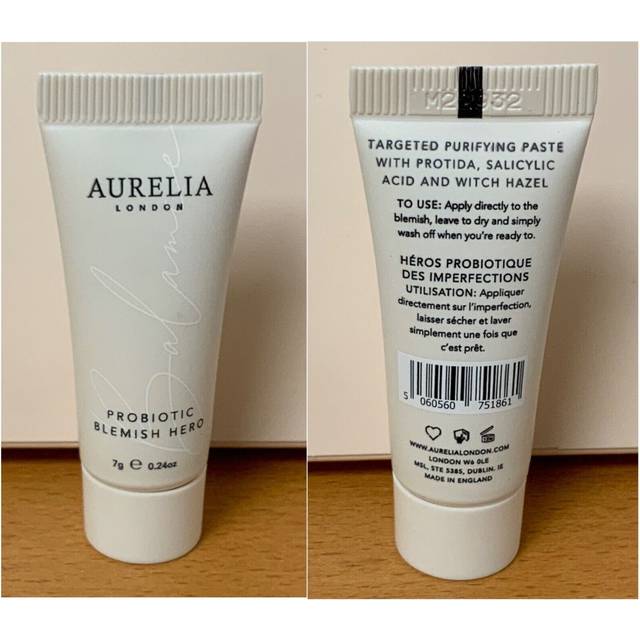 AURELIA
LONDON
Balance
PROBIOTIC
BLEMISH HERO
7g ℮ 0.24oz
TARGETED PURIFYING PASTE
WITH PROTIDA, SALICYLIC
ACID AND WITCH HAZEL
TO USE: Apply directly to the
blemish, leave to dry and simply
wash off when you're ready to.
HÉROS PROBIOTIQUE
DES IMPERFECTIONS
UTILISATION: Appliquer
directement sur l'imperfection,
laisser sécher et laver
simplement une fois que
c'est prêt.
5 060560 751861
WWW.AURELIALONDON.COM
LONDON W6 0LE
MSL, STE 5385, DUBLIN. IE
MADE IN ENGLAND